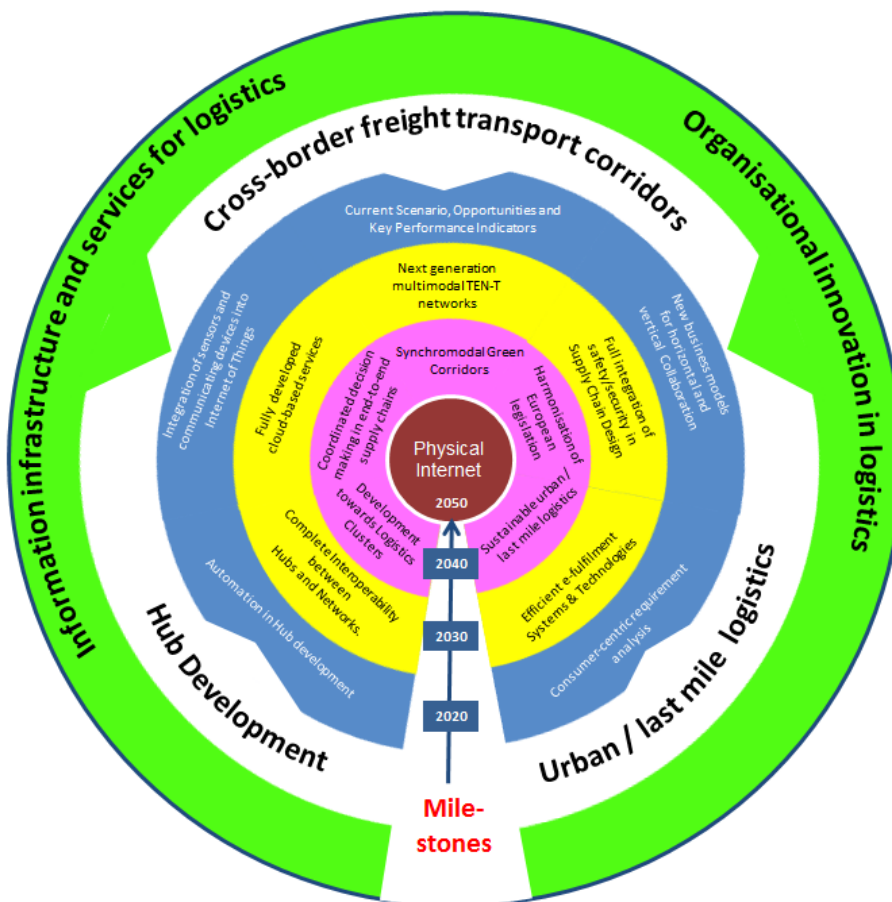 Information infrastructure and services for logistics
Organisational innovation in logistics
Cross-border freight transport corridors
Hub Development
Urban / last mile logistics
Current Scenario, Opportunities and
Key Performance Indicators
Integration of sensors and
communicating devices into
Internet of Things
New business models
for horizontal and
vertical Collaboration
Automation in Hub development
Consumer-centric requirement
analysis
Next generation
multimodal TEN-T
networks
Fully developed
cloud-based services
Full integration of
safety/security in
Supply Chain Design
Complete Interoperability
between
Hubs and Networks.
Efficient e-fulfilment
Systems & Technologies
Synchromodal Green
Corridors
Coordinated decision
making in end-to-end
supply chains
Harmonisation of
European
legislation
Development
towards Logistics
Clusters
Sustainable urban/
last mile logistics
Physical
Internet
2050
2040
2030
2020
Mile-
stones